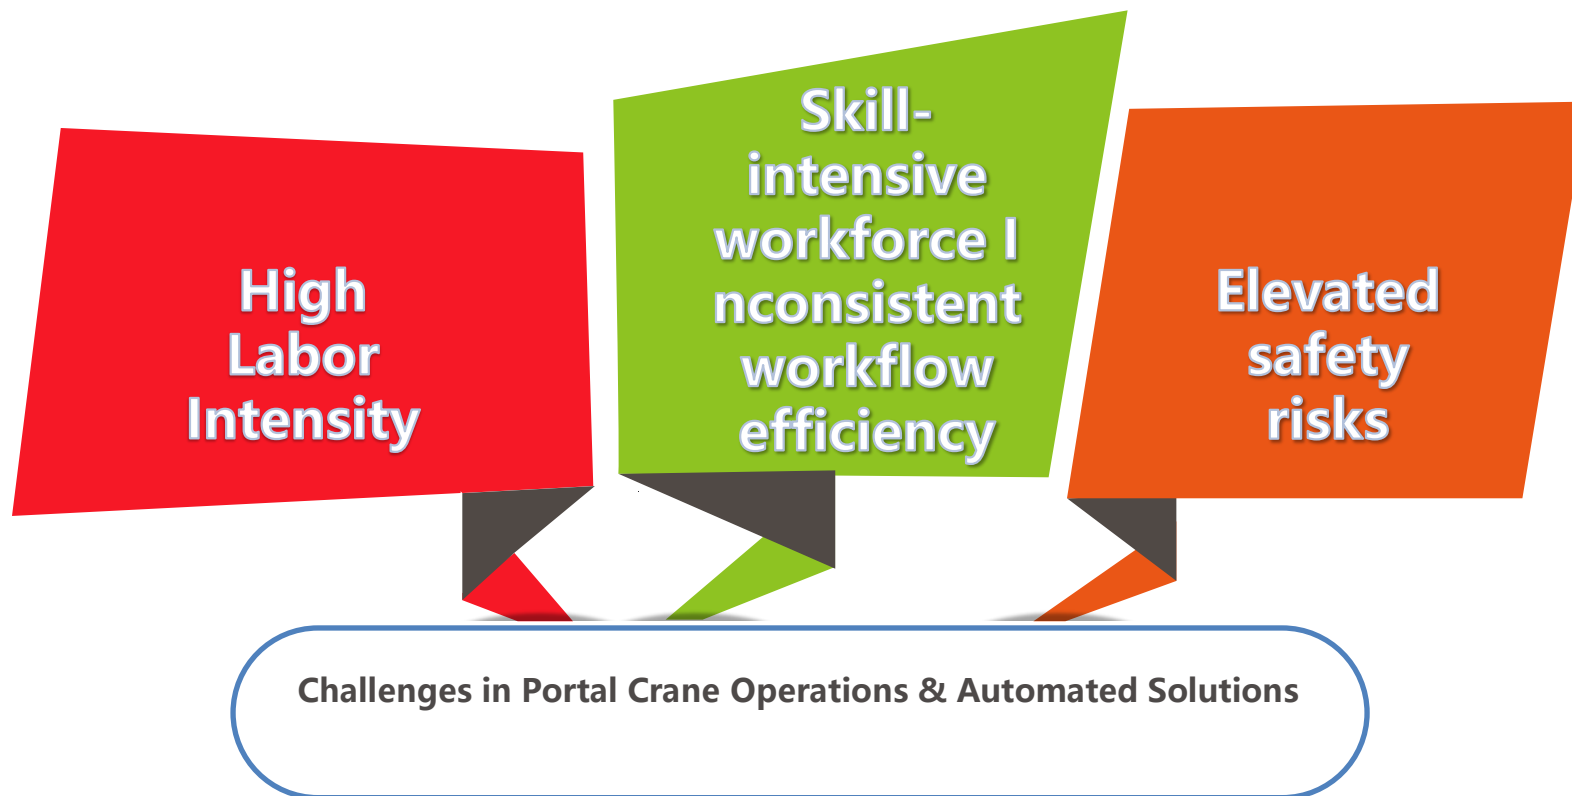 High
Labor
Intensity
Skill-
intensive
workforce I
nconsistent
workflow
efficiency
Elevated
safety
risks
Challenges in Portal Crane Operations & Automated Solutions